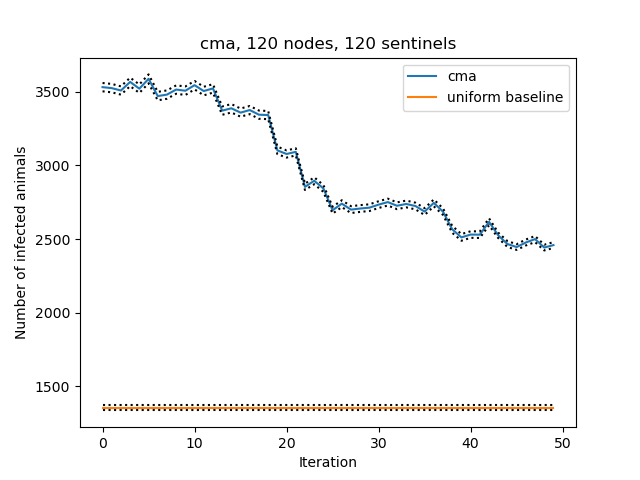 cma, 120 nodes, 120 sentinels
cma
uniform baseline
Number of infected animals
3500
3000
2500
2000
1500
0 10 20 30 40 50
Iteration